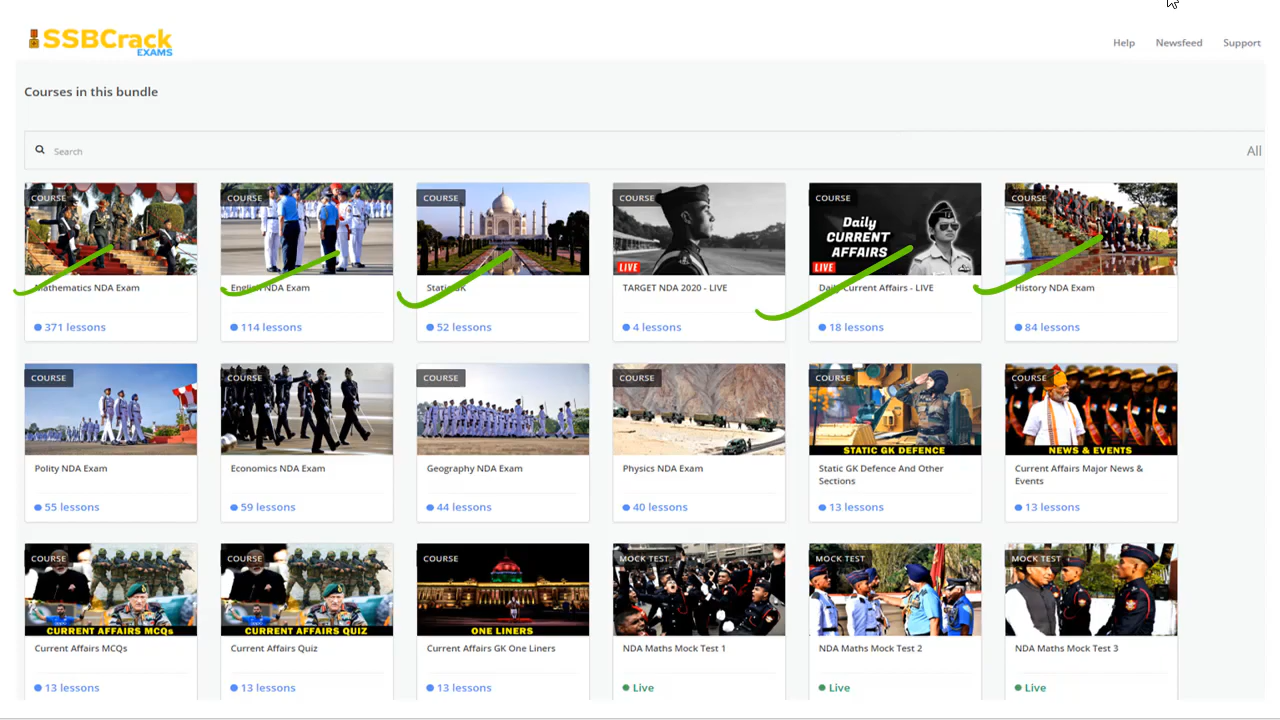 SSBCrack
EXAMS
Help Newsfeed Support
Courses in this bundle
Search All
COURSE COURSE COURSE COURSE COURSE COURSE
LIVE
Daily
CURRENT
AFFAIRS
LIVE
Mathematics NDA Exam English NDA Exam Static GK TARGET NDA 2020 - LIVE Daily Current Affairs - LIVE History NDA Exam
371 lessons 114 lessons 52 lessons 4 lessons 18 lessons 84 lessons
COURSE COURSE COURSE COURSE COURSE COURSE
STATIC GK DEFENCE NEWS & EVENTS
Polity NDA Exam Economics NDA Exam Geography NDA Exam Physics NDA Exam Static GK Defence And Other Current Affairs Major News &
Sections Events
55 lessons 59 lessons 44 lessons 40 lessons 13 lessons 13 lessons
COURSE COURSE COURSE MOCK TEST MOCK TEST MOCK TEST
CURRENT AFFAIRS MCQs CURRENT AFFAIRS QUIZ ONE LINERS
Current Affairs MCQs Current Affairs Quiz Current Affairs GK One Liners NDA Maths Mock Test 1 NDA Maths Mock Test 2 NDA Maths Mock Test 3
13 lessons 13 lessons 13 lessons Live Live Live